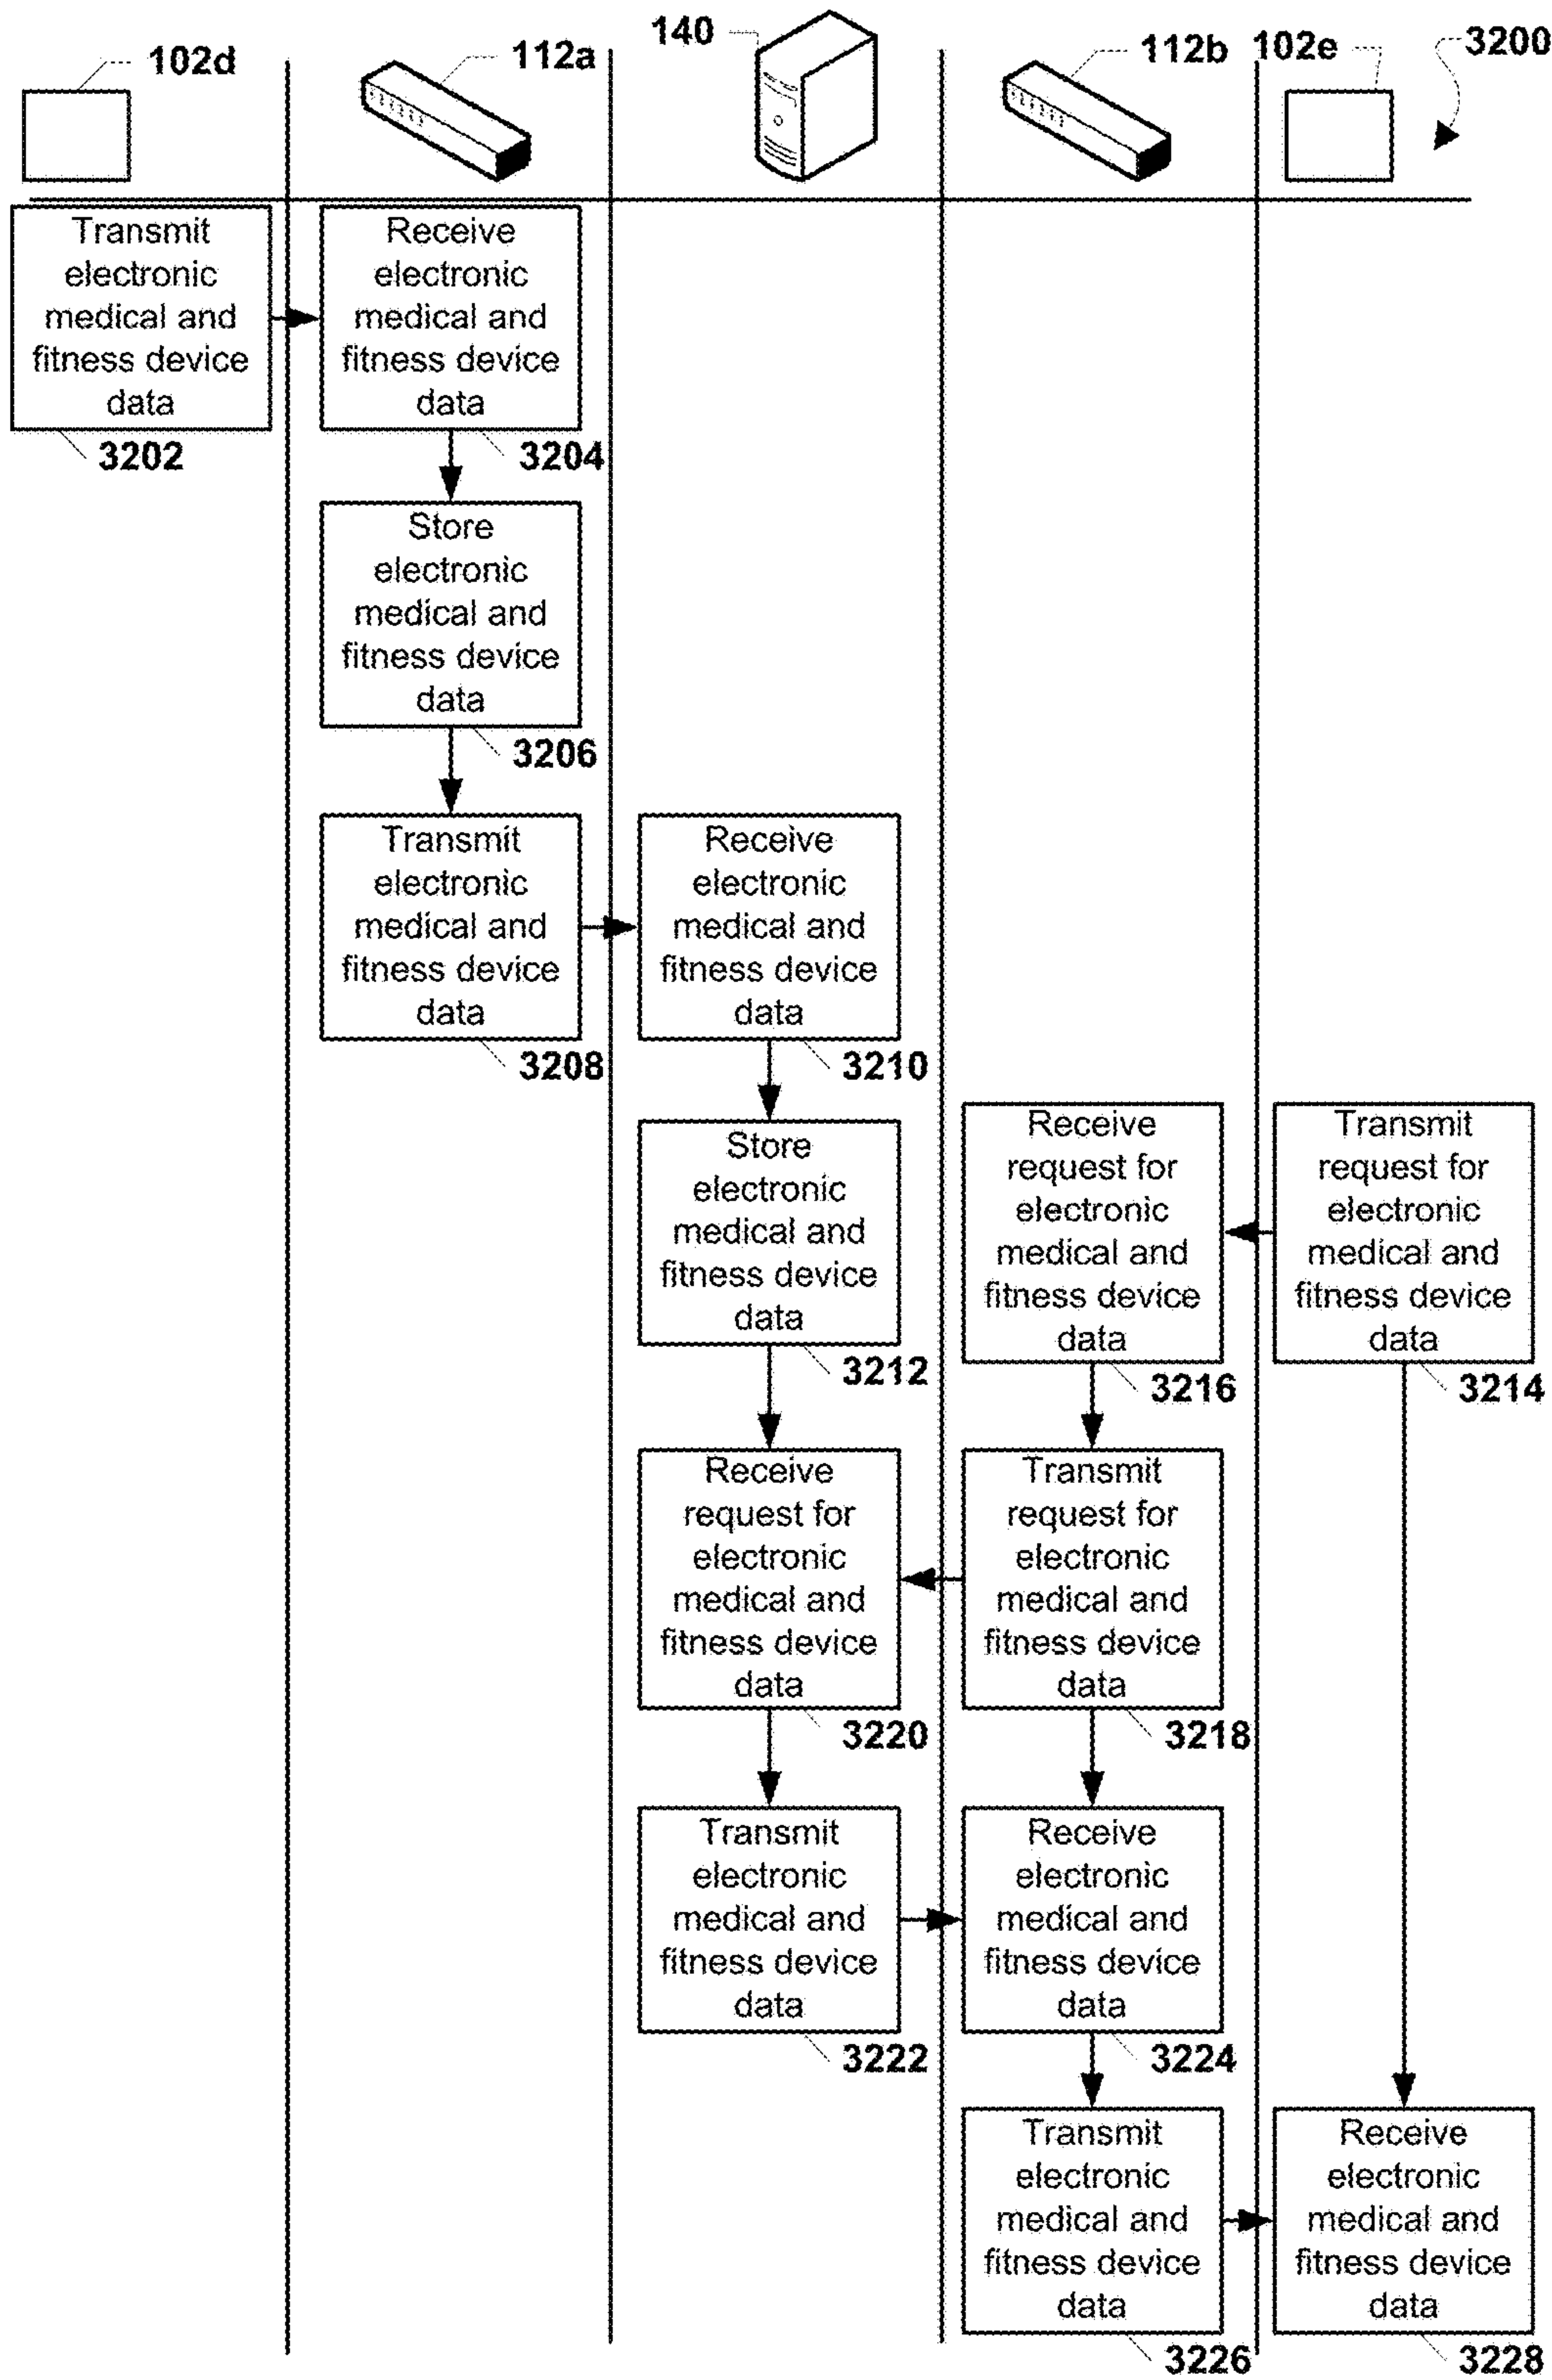 102d
112a
140
112b
102e
3200
Transmit
electronic
medical and
fitness device
data
3202
Receive
electronic
medical and
fitness device
data
3204
Store
electronic
medical and
fitness device
data
3206
Transmit
electronic
medical and
fitness device
data
3208
Receive
electronic
medical and
fitness device
data
3210
Store
electronic
medical and
fitness device
data
3212
Transmit
request for
electronic
medical and
fitness device
data
3214
Receive
request for
electronic
medical and
fitness device
data
3216
Transmit
request for
electronic
medical and
fitness device
data
3218
Receive
request for
electronic
medical and
fitness device
data
3220
Transmit
electronic
medical and
fitness device
data
3222
Receive
electronic
medical and
fitness device
data
3224
Transmit
electronic
medical and
fitness device
data
3226
Receive
electronic
medical and
fitness device
data
3228